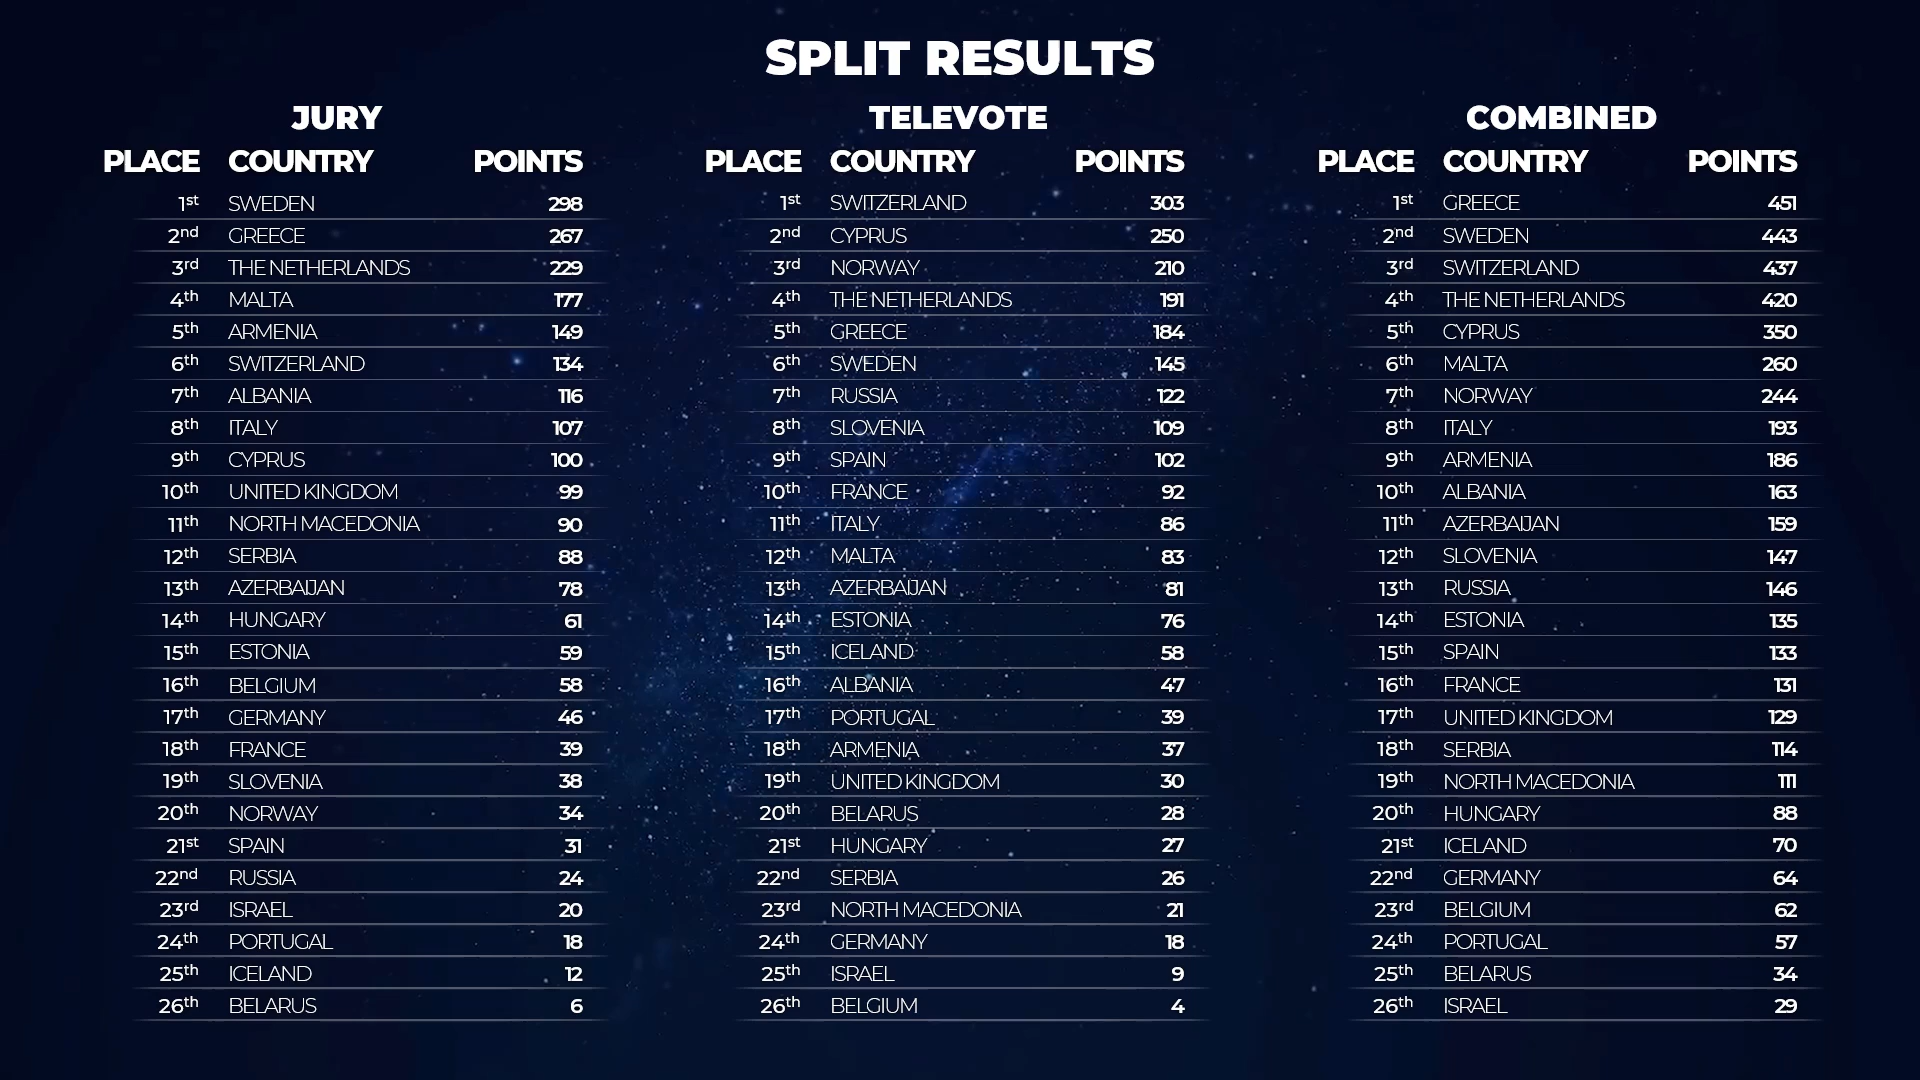 SPLIT RESULTS
JURY
PLACE COUNTRY POINTS
1st SWEDEN 298
2nd GREECE 267
3rd THE NETHERLANDS 229
4th MALTA 177
5th ARMENIA 149
6th SWITZERLAND 134
7th ALBANIA 116
8th ITALY 107
9th CYPRUS 100
10th UNITED KINGDOM 99
11th NORTH MACEDONIA 90
12th SERBIA 88
13th AZERBAIJAN 78
14th HUNGARY 61
15th ESTONIA 59
16th BELGIUM 58
17th GERMANY 46
18th FRANCE 39
19th SLOVENIA 38
20th NORWAY 34
21st SPAIN 31
22nd RUSSIA 24
23rd ISRAEL 20
24th PORTUGAL 18
25th ICELAND 12
26th BELARUS 6
TELEVOTE
PLACE COUNTRY POINTS
1st SWITZERLAND 303
2nd CYPRUS 250
3rd NORWAY 210
4th THE NETHERLANDS 191
5th GREECE 184
6th SWEDEN 145
7th RUSSIA 122
8th SLOVENIA 109
9th SPAIN 102
10th FRANCE 92
11th ITALY 86
12th MALTA 83
13th AZERBAIJAN 81
14th ESTONIA 76
15th ICELAND 58
16th ALBANIA 47
17th PORTUGAL 39
18th ARMENIA 37
19th UNITED KINGDOM 30
20th BELARUS 28
21st HUNGARY 27
22nd SERBIA 26
23rd NORTH MACEDONIA 21
24th GERMANY 18
25th ISRAEL 9
26th BELGIUM 4
COMBINED
PLACE COUNTRY POINTS
1st GREECE 451
2nd SWEDEN 443
3rd SWITZERLAND 437
4th THE NETHERLANDS 420
5th CYPRUS 350
6th MALTA 260
7th NORWAY 244
8th ITALY 193
9th ARMENIA 186
10th ALBANIA 163
11th AZERBAIJAN 159
12th SLOVENIA 147
13th RUSSIA 146
14th ESTONIA 135
15th SPAIN 133
16th FRANCE 131
17th UNITED KINGDOM 129
18th SERBIA 114
19th NORTH MACEDONIA 111
20th HUNGARY 88
21st ICELAND 70
22nd GERMANY 64
23rd BELGIUM 62
24th PORTUGAL 57
25th BELARUS 34
26th ISRAEL 29